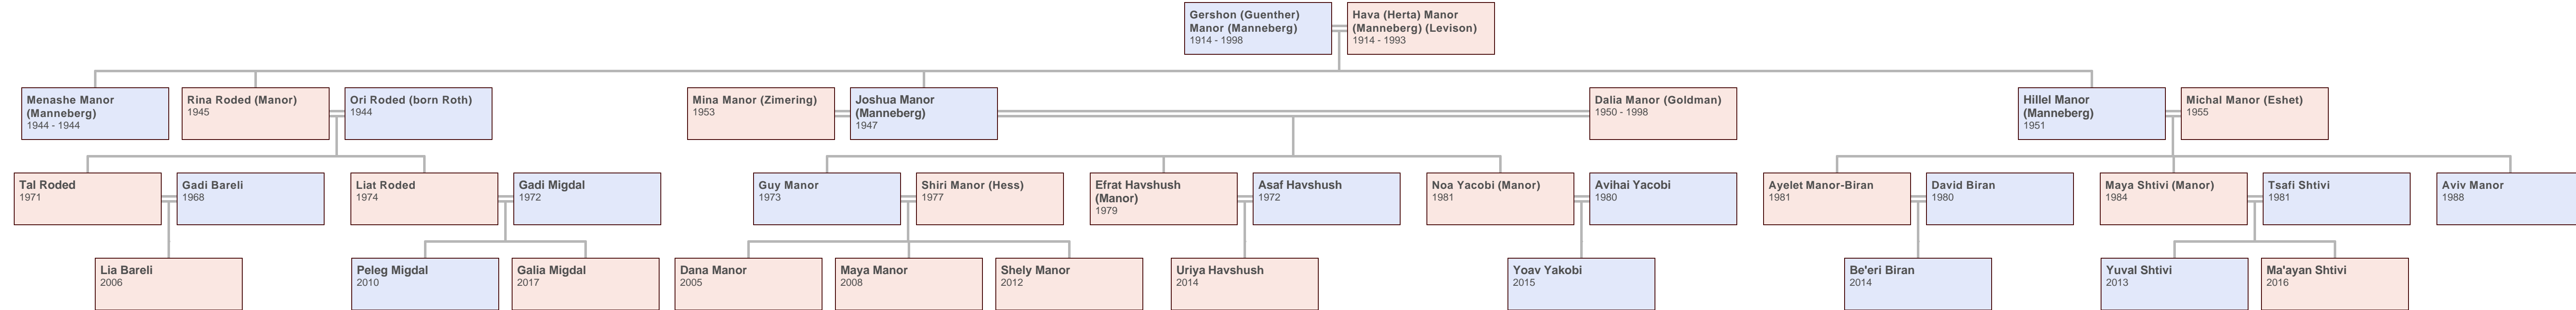 Gershon (Guenther)
Manor (Manneberg)
1914 - 1998
Hava (Herta) Manor
(Manneberg) (Levison)
1914 - 1993
Menashe Manor
(Manneberg)
1944 - 1944
Rina Roded (Manor)
1945
Ori Roded (born Roth)
1944
Mina Manor (Zimering)
1953
Joshua Manor
(Manneberg)
1947
Dalia Manor (Goldman)
1950 - 1998
Hillel Manor
(Manneberg)
1951
Michal Manor (Eshet)
1955
Tal Roded
1971
Gadi Bareli
1968
Liat Roded
1974
Gadi Migdal
1972
Guy Manor
1973
Shiri Manor (Hess)
1977
Efrat Havshush
(Manor)
1979
Asaf Havshush
1972
Noa Yacobi (Manor)
1981
Avihai Yacobi
1980
Ayelet Manor-Biran
1981
David Biran
1980
Maya Shtivi (Manor)
1984
Tsafi Shtivi
1981
Aviv Manor
1988
Lia Bareli
2006
Peleg Migdal
2010
Galia Migdal
2017
Dana Manor
2005
Maya Manor
2008
Shely Manor
2012
Uriya Havshush
2014
Yoav Yakobi
2015
Be'eri Biran
2014
Yuval Shtivi
2013
Ma'ayan Shtivi
2016